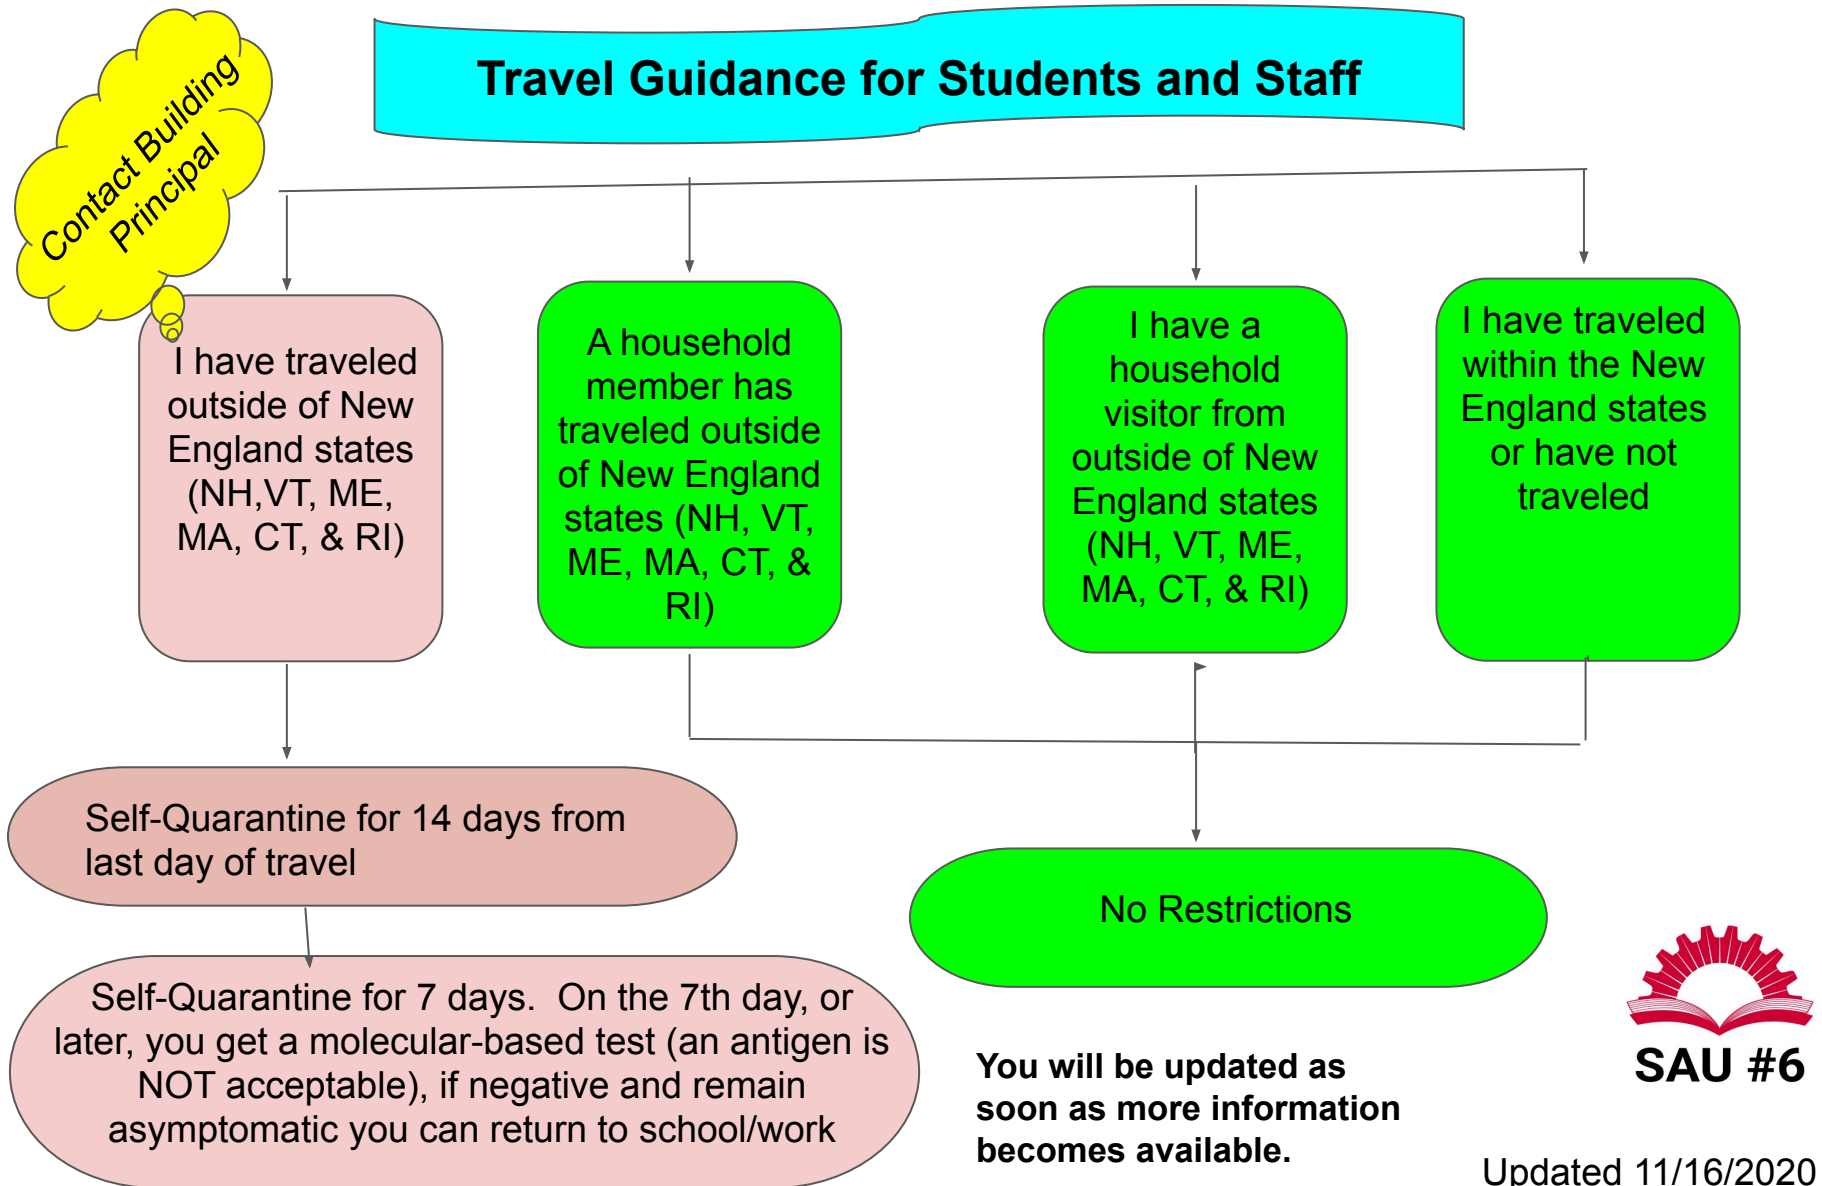 Contact Building
Principal
Travel Guidance for Students and Staff
I have traveled
outside of New
England states
(NH,VT, ME,
MA, CT, & RI)
A household
member has
traveled outside
of New England
states (NH, VT,
ME, MA, CT, &
RI)
I have a
household
visitor from
outside of New
England states
(NH, VT, ME,
MA, CT, & RI)
I have traveled
within the New
England states
or have not
traveled
Self-Quarantine for 14 days from
last day of travel
No Restrictions
Self-Quarantine for 7 days.  On the 7th day, or
later, you get a molecular-based test (an antigen is
NOT acceptable), if negative and remain
asymptomatic you can return to school/work
You will be updated as
soon as more information
becomes available.
SAU #6
Updated 11/16/2020